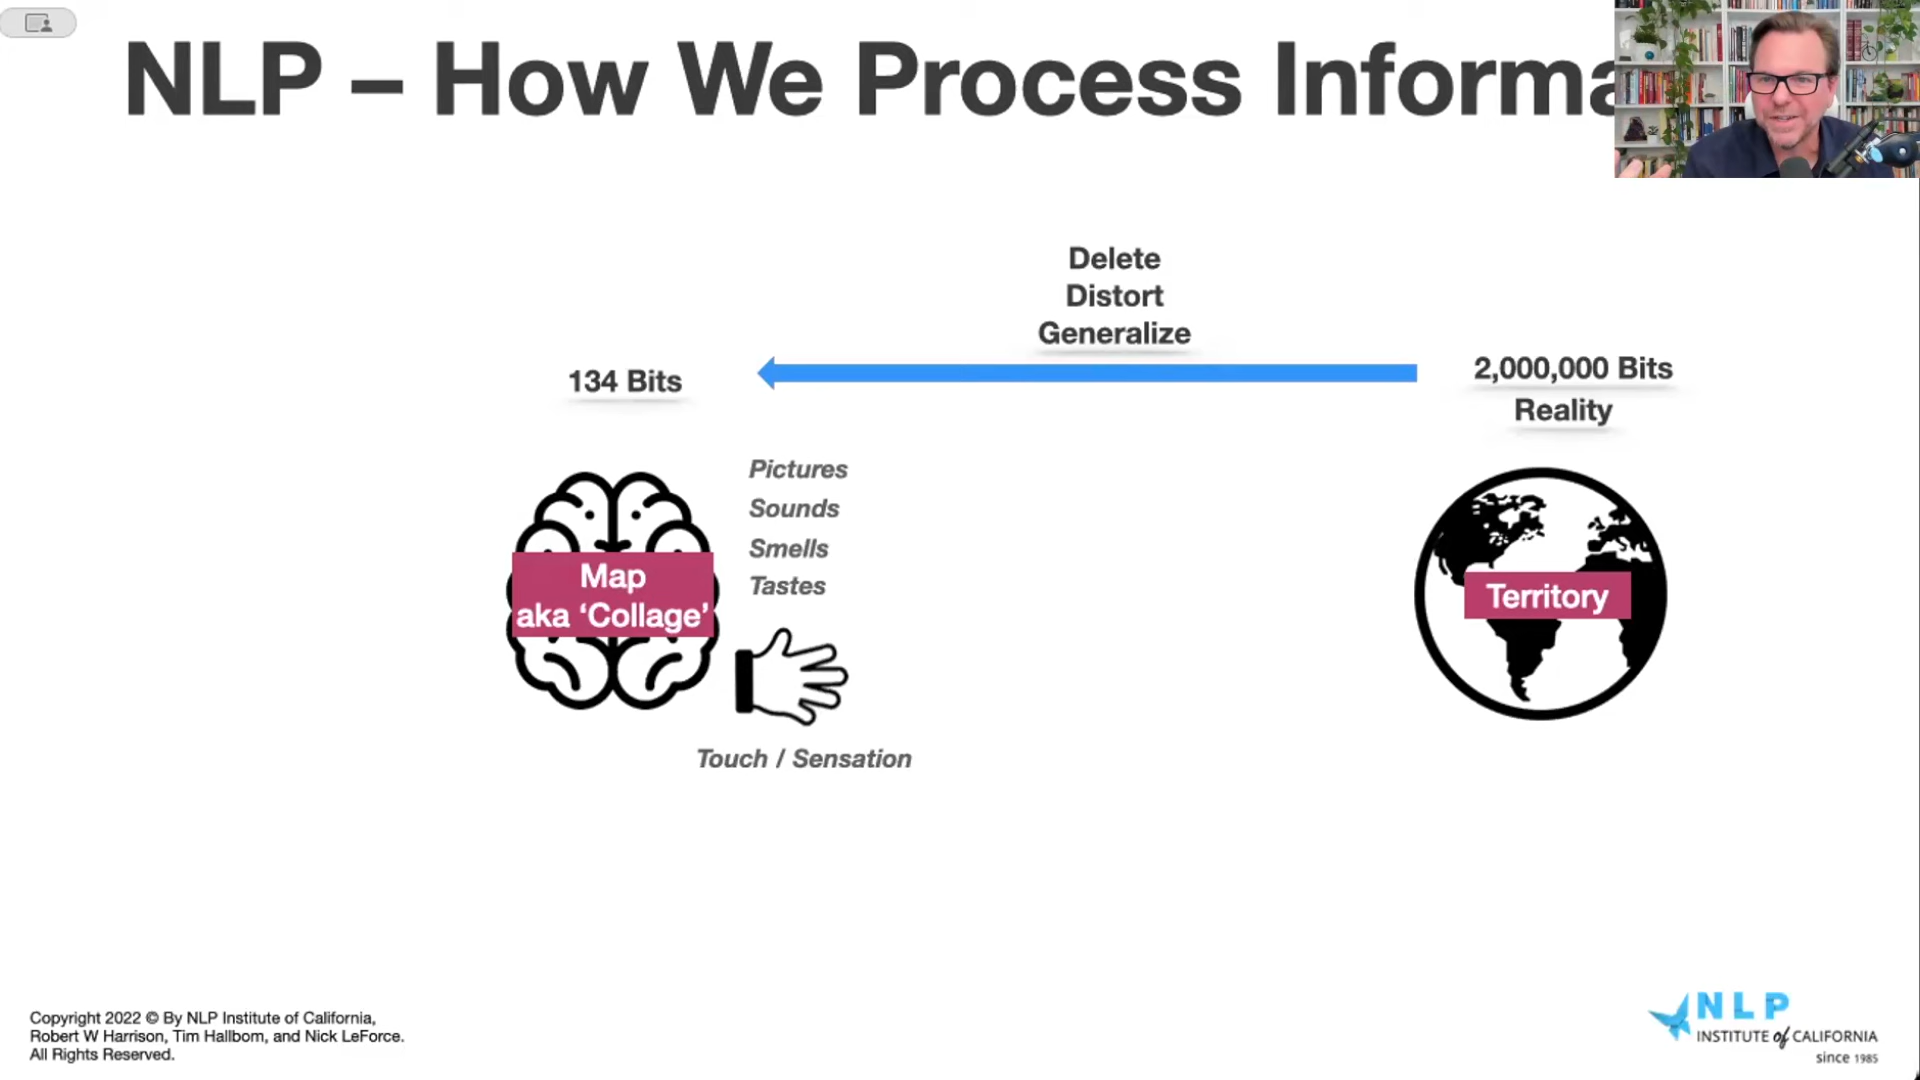 NLP – How We Process Informa
Delete
Distort
Generalize
134 Bits
2,000,000 Bits
Reality
Pictures
Sounds
Smells
Tastes
Map
aka ‘Collage’
Territory
Touch / Sensation
Copyright 2022 © By NLP Institute of California,
Robert W Harrison, Tim Hallbom, and Nick LeForce.
All Rights Reserved.
NLP
INSTITUTE of CALIFORNIA
since 1985